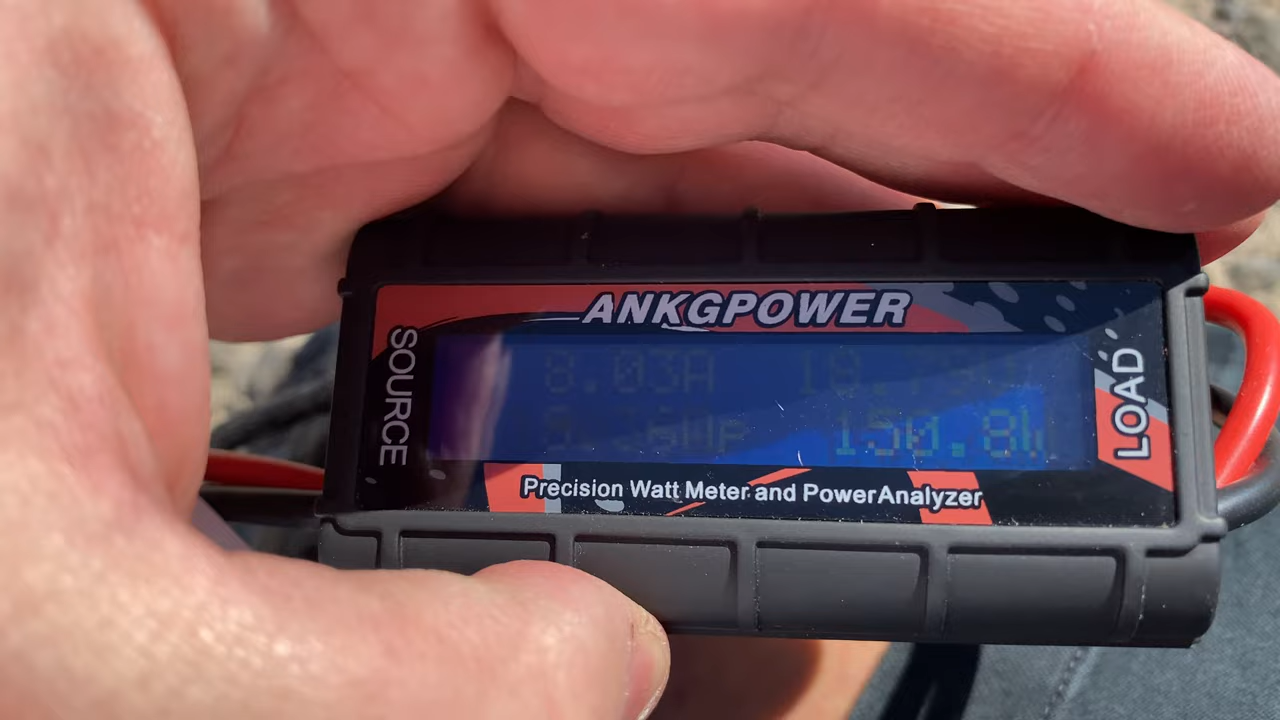 ANKGPOWER
SOURCE
8.03A
150.8W
LOAD
Precision Watt Meter and PowerAnalyzer